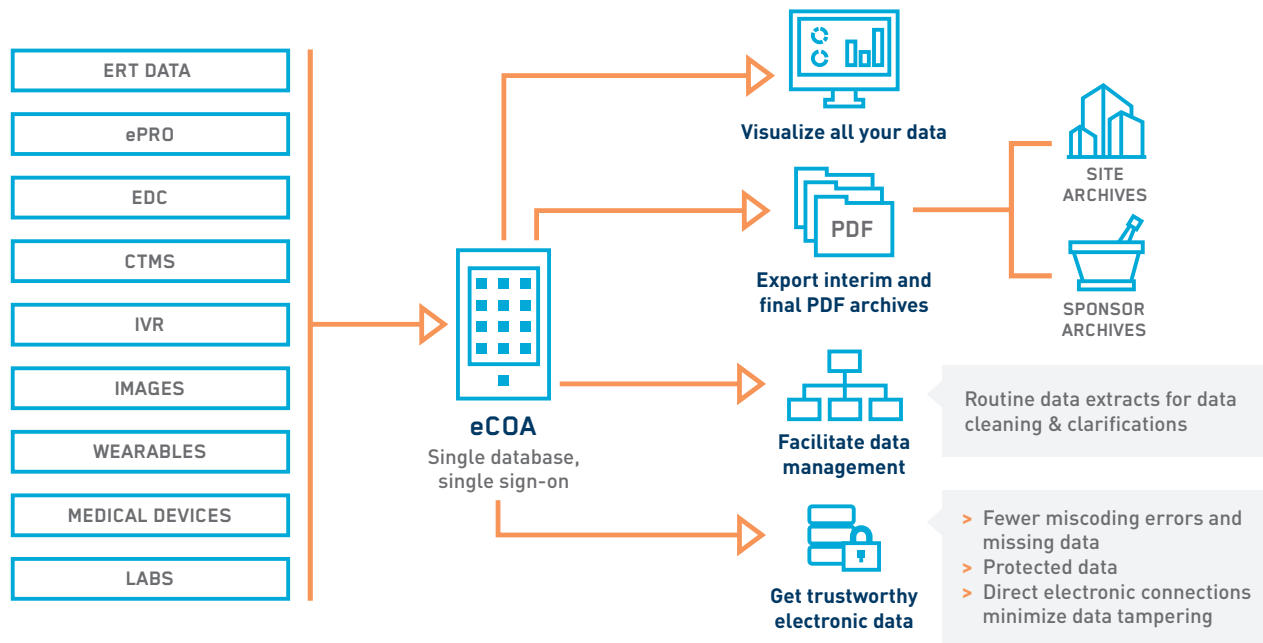 ERT DATA
ePRO
EDC
CTMS
IVR
IMAGES
WEARABLES
MEDICAL DEVICES
LABS
eCOA
Single database,
single sign-on
Visualize all your data
PDF
Export interim and
final PDF archives
SITE
ARCHIVES
SPONSOR
ARCHIVES
Facilitate data
management
Routine data extracts for data
cleaning & clarifications
Get trustworthy
electronic data
> Fewer miscoding errors and
missing data
> Protected data
> Direct electronic connections
minimize data tampering